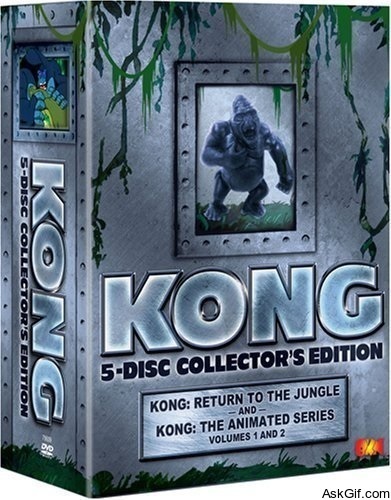 KONG
5-DISC COLLECTOR'S EDITION
KONG
5-DISC COLLECTOR'S EDITION
KONG: RETURN TO THE JUNGLE
—AND—
KONG: THE ANIMATED SERIES
VOLUMES 1 AND 2
DVD
AskGif.com